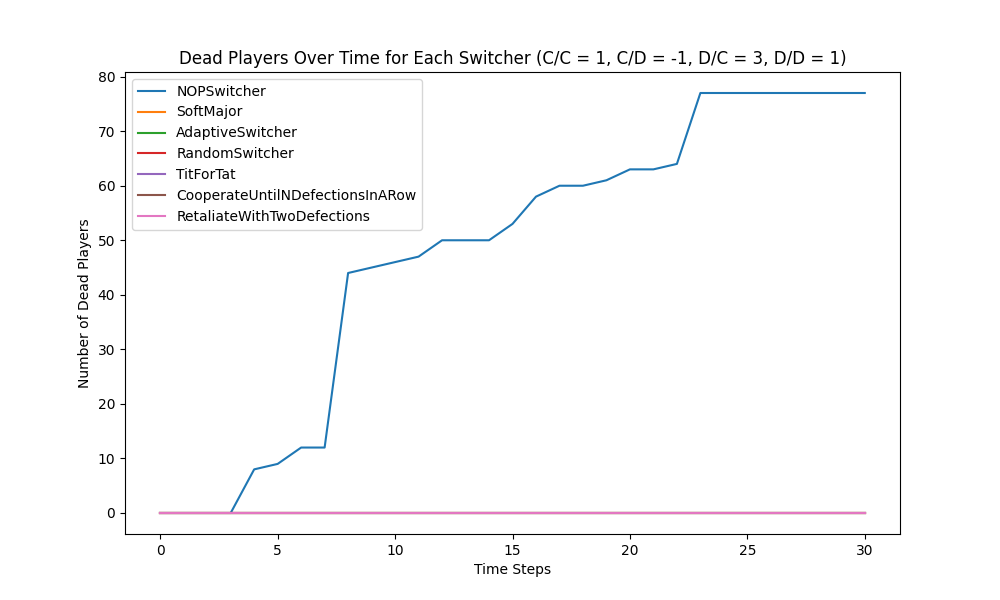 Dead Players Over Time for Each Switcher (C/C = 1, C/D = -1, D/C = 3, D/D = 1)
80
70
60
50
40
30
20
10
0
Number of Dead Players
NOPSwitcher
SoftMajor
AdaptiveSwitcher
RandomSwitcher
TitForTat
CooperateUntilNDefectionsInARow
RetaliateWithTwoDefections
0 5 10 15 20 25 30
Time Steps